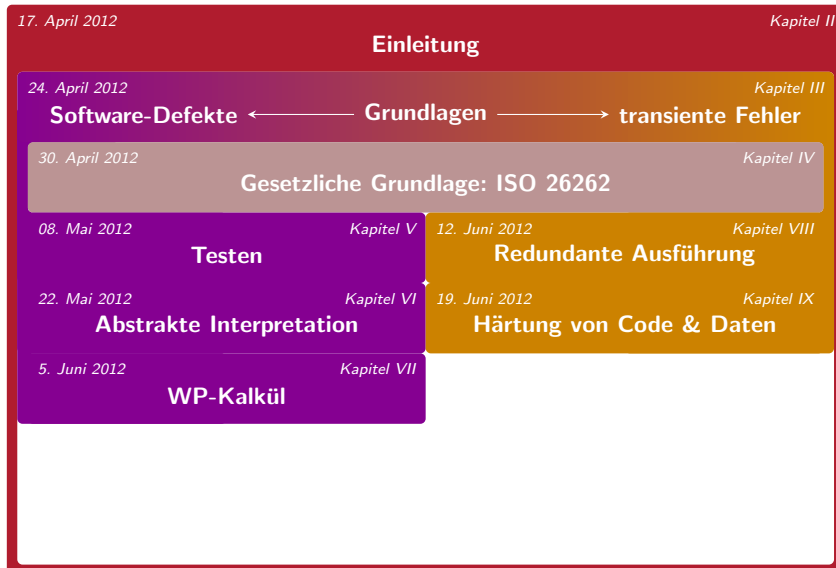 17. April 2012 Kapitel II
Einleitung
24. April 2012 Kapitel III
Software-Defekte Grundlagen transiente Fehler
30. April 2012 Kapitel IV
Gesetzliche Grundlage: ISO 26262
08. Mai 2012 Kapitel V
Testen
12. Juni 2012 Kapitel VIII
Redundante Ausführung
22. Mai 2012 Kapitel VI
Abstrakte Interpretation
19. Juni 2012 Kapitel IX
Härtung von Code & Daten
5. Juni 2012 Kapitel VII
WP-Kalkül